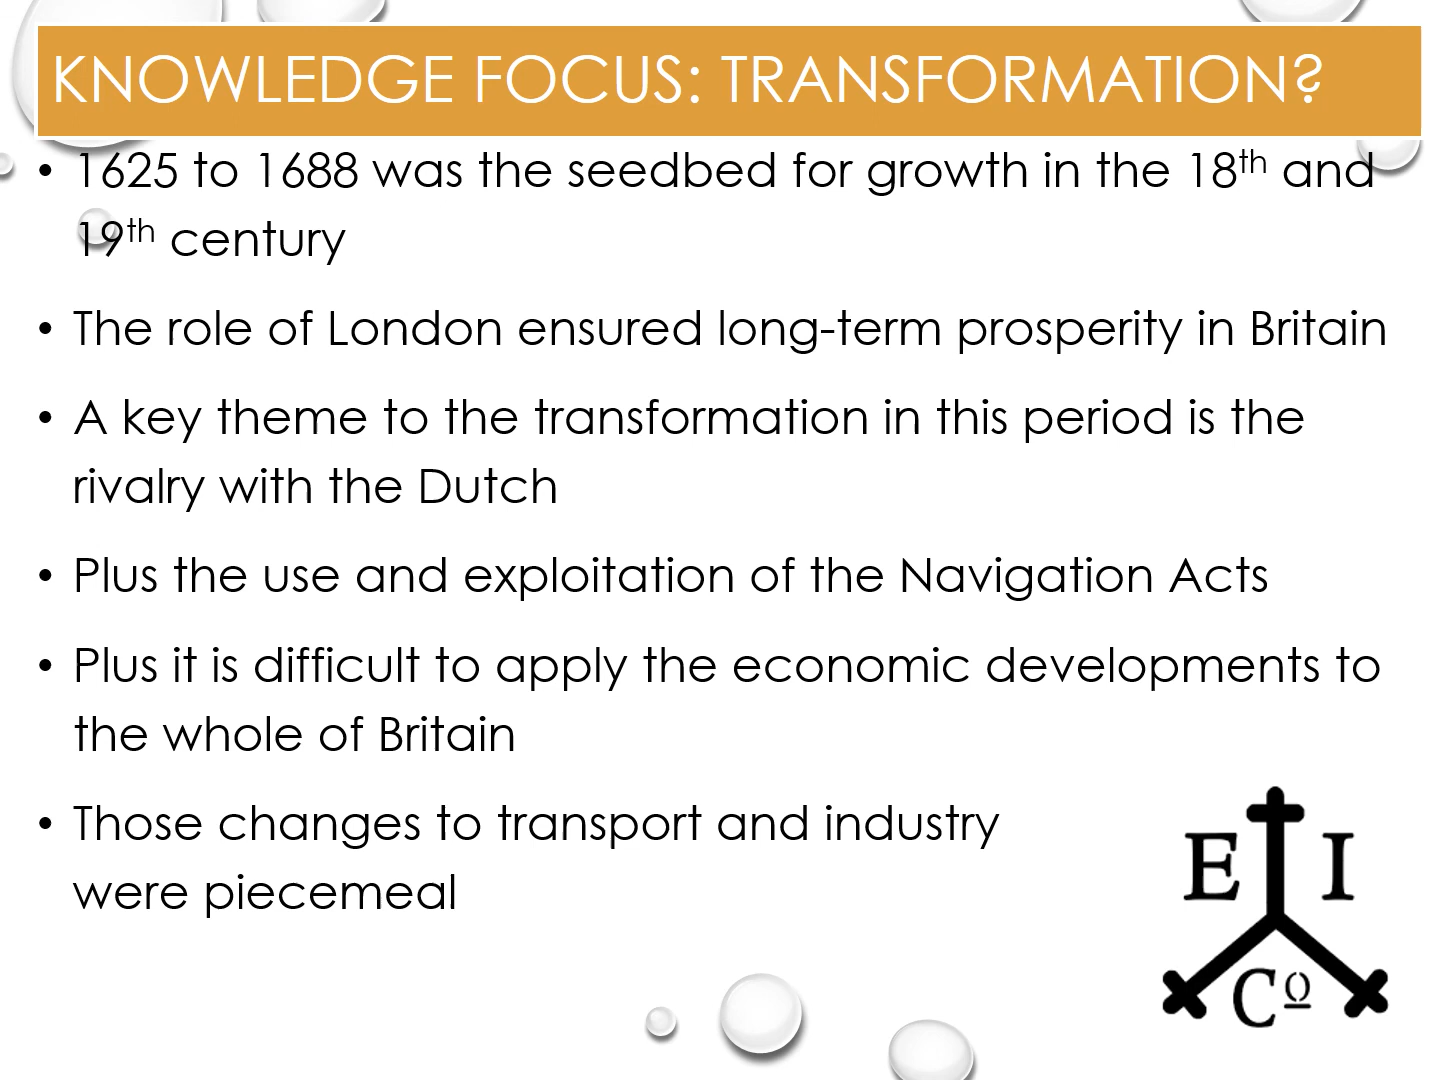 KNOWLEDGE FOCUS: TRANSFORMATION?
• 1625 to 1688 was the seedbed for growth in the 18th and
19th century
• The role of London ensured long-term prosperity in Britain
• A key theme to the transformation in this period is the
rivalry with the Dutch
• Plus the use and exploitation of the Navigation Acts
• Plus it is difficult to apply the economic developments to
the whole of Britain
• Those changes to transport and industry
were piecemeal
E I
Co